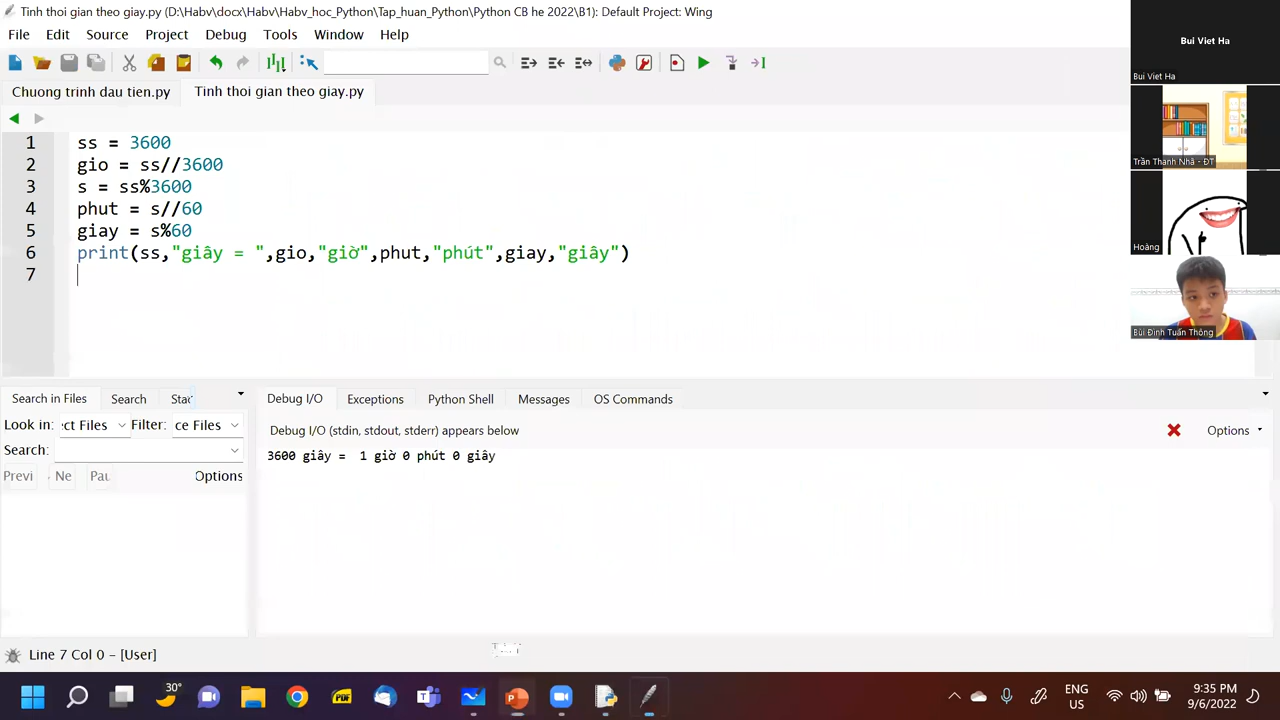 Tinh thoi gian theo giay.py (D:\Habv\docx\Habv\Habv_hoc_Python\Tap_huan_Python\Python CB he 2022\B1): Default Project: Wing
File Edit Source Project Debug Tools Window Help
Chuong trinh dau tien.py Tinh thoi gian theo giay.py
1 ss = 3600
2 gio = ss//3600
3 s = ss%3600
4 phut = s//60
5 giay = s%60
6 print(ss,"giây = ",gio,"giờ",phut,"phút",giay,"giây")
7
Bui Viet Ha
Bui Viet Ha
Trần Thanh Nhã - ĐT
Hoàng
Bùi Đình Tuấn Thông
Search in Files Search Stac
Look in: ect Files Filter: ce Files
Search:
Previ Ne Pau Options
Debug I/O Exceptions Python Shell Messages OS Commands
Debug I/O (stdin, stdout, stderr) appears below Options
3600 giây =  1 giờ 0 phút 0 giây
Line 7 Col 0 – [User]
30°
PDF
ENG
US
9:35 PM
9/6/2022